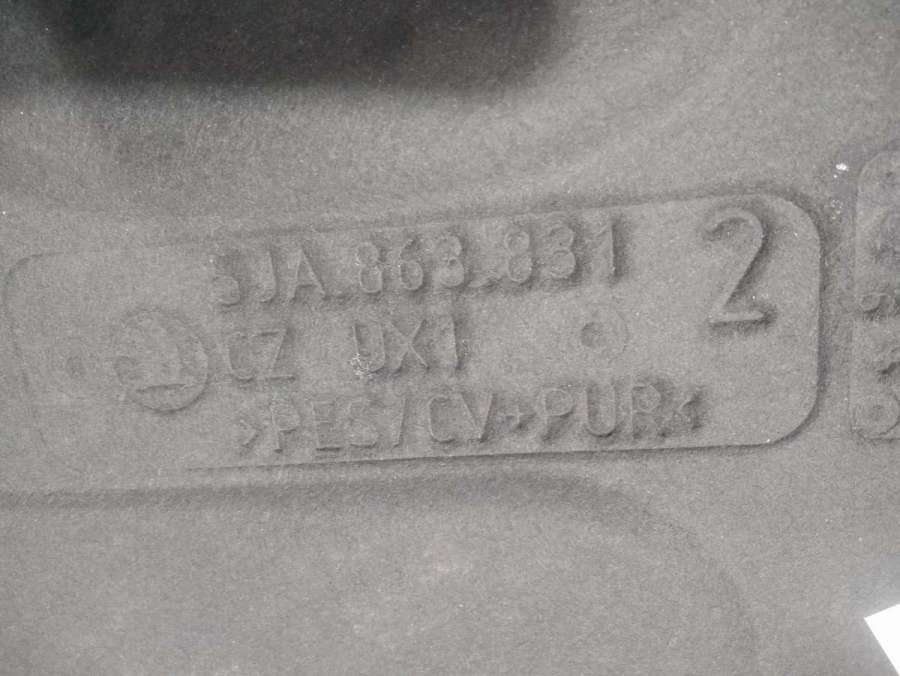 5JA.863.831 2
CZ UX1
>PES/CV+PUR<